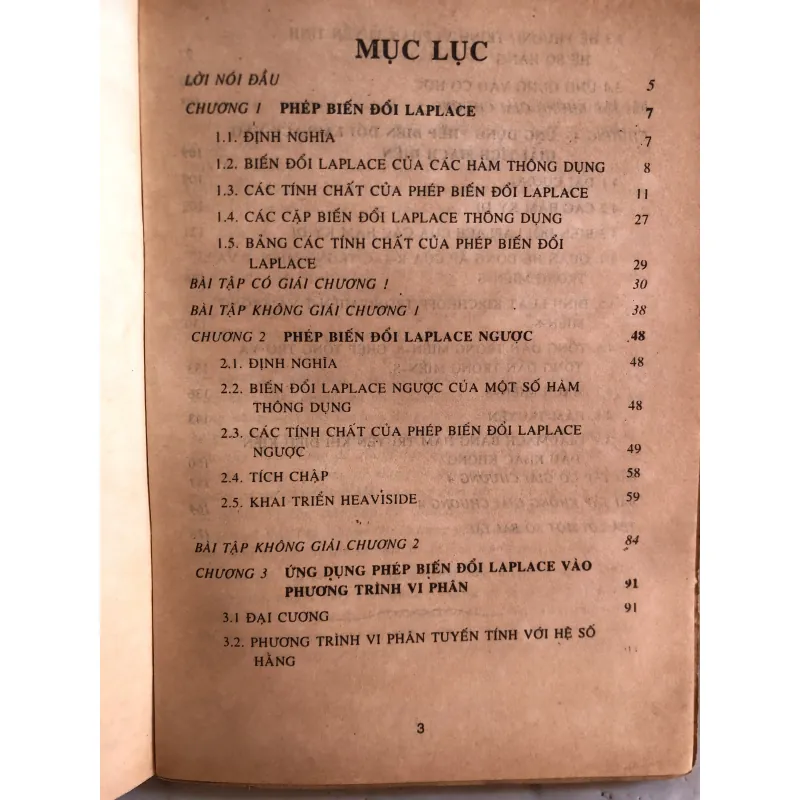 MỤC LỤC
LỜI NÓI ĐẦU 5
CHƯƠNG 1 PHÉP BIẾN ĐỔI LAPLACE 7
1.1. ĐỊNH NGHĨA 7
1.2. BIẾN ĐỔI LAPLACE CỦA CÁC HÀM THÔNG DỤNG 8
1.3. CÁC TÍNH CHẤT CỦA PHÉP BIẾN ĐỔI LAPLACE 11
1.4. CÁC CẶP BIẾN ĐỔI LAPLACE THÔNG DỤNG 27
1.5. BẢNG CÁC TÍNH CHẤT CỦA PHÉP BIẾN ĐỔI
LAPLACE 29
BÀI TẬP CÓ GIẢI CHƯƠNG 1 30
BÀI TẬP KHÔNG GIẢI CHƯƠNG 1 38
CHƯƠNG 2 PHÉP BIẾN ĐỔI LAPLACE NGƯỢC 48
2.1. ĐỊNH NGHĨA 48
2.2. BIẾN ĐỔI LAPLACE NGƯỢC CỦA MỘT SỐ HÀM
THÔNG DỤNG 48
2.3. CÁC TÍNH CHẤT CỦA PHÉP BIẾN ĐỔI LAPLACE
NGƯỢC 49
2.4. TÍCH CHẬP 58
2.5. KHAI TRIỂN HEAVISIDE 59
BÀI TẬP KHÔNG GIẢI CHƯƠNG 2 84
CHƯƠNG 3 ỨNG DỤNG PHÉP BIẾN ĐỔI LAPLACE VÀO
PHƯƠNG TRÌNH VI PHÂN 91
3.1 ĐẠI CƯƠNG 91
3.2. PHƯƠNG TRÌNH VI PHÂN TUYẾN TÍNH VỚI HỆ SỐ
HẰNG
3